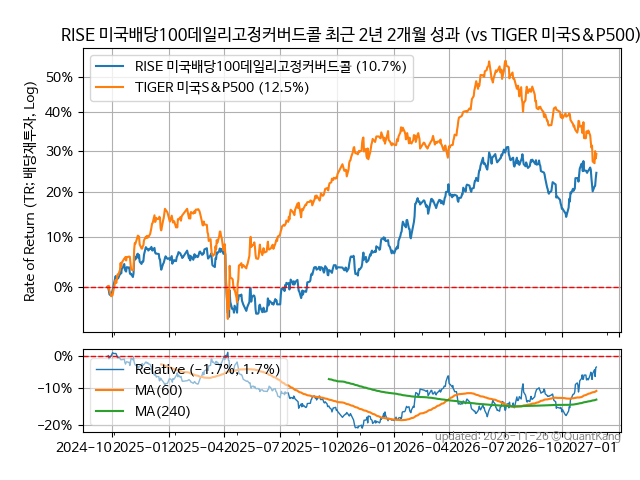 RISE 미국배당100데일리고정커버드콜 최근 2년 2개월 성과 (vs TIGER 미국S&P500)
Rate of Return (TR: 배당재투자, Log)
50%
40%
30%
20%
10%
0%
RISE 미국배당100데일리고정커버드콜 (10.7%)
TIGER 미국S&P500 (12.5%)
0%
−10%
−20%
Relative (−1.7%, 1.7%)
MA(60)
MA(240)
2024−10 2025−01 2025−04 2025−07 2025−10 2026−01 2026−04 2026−07 2026−10 2027−01